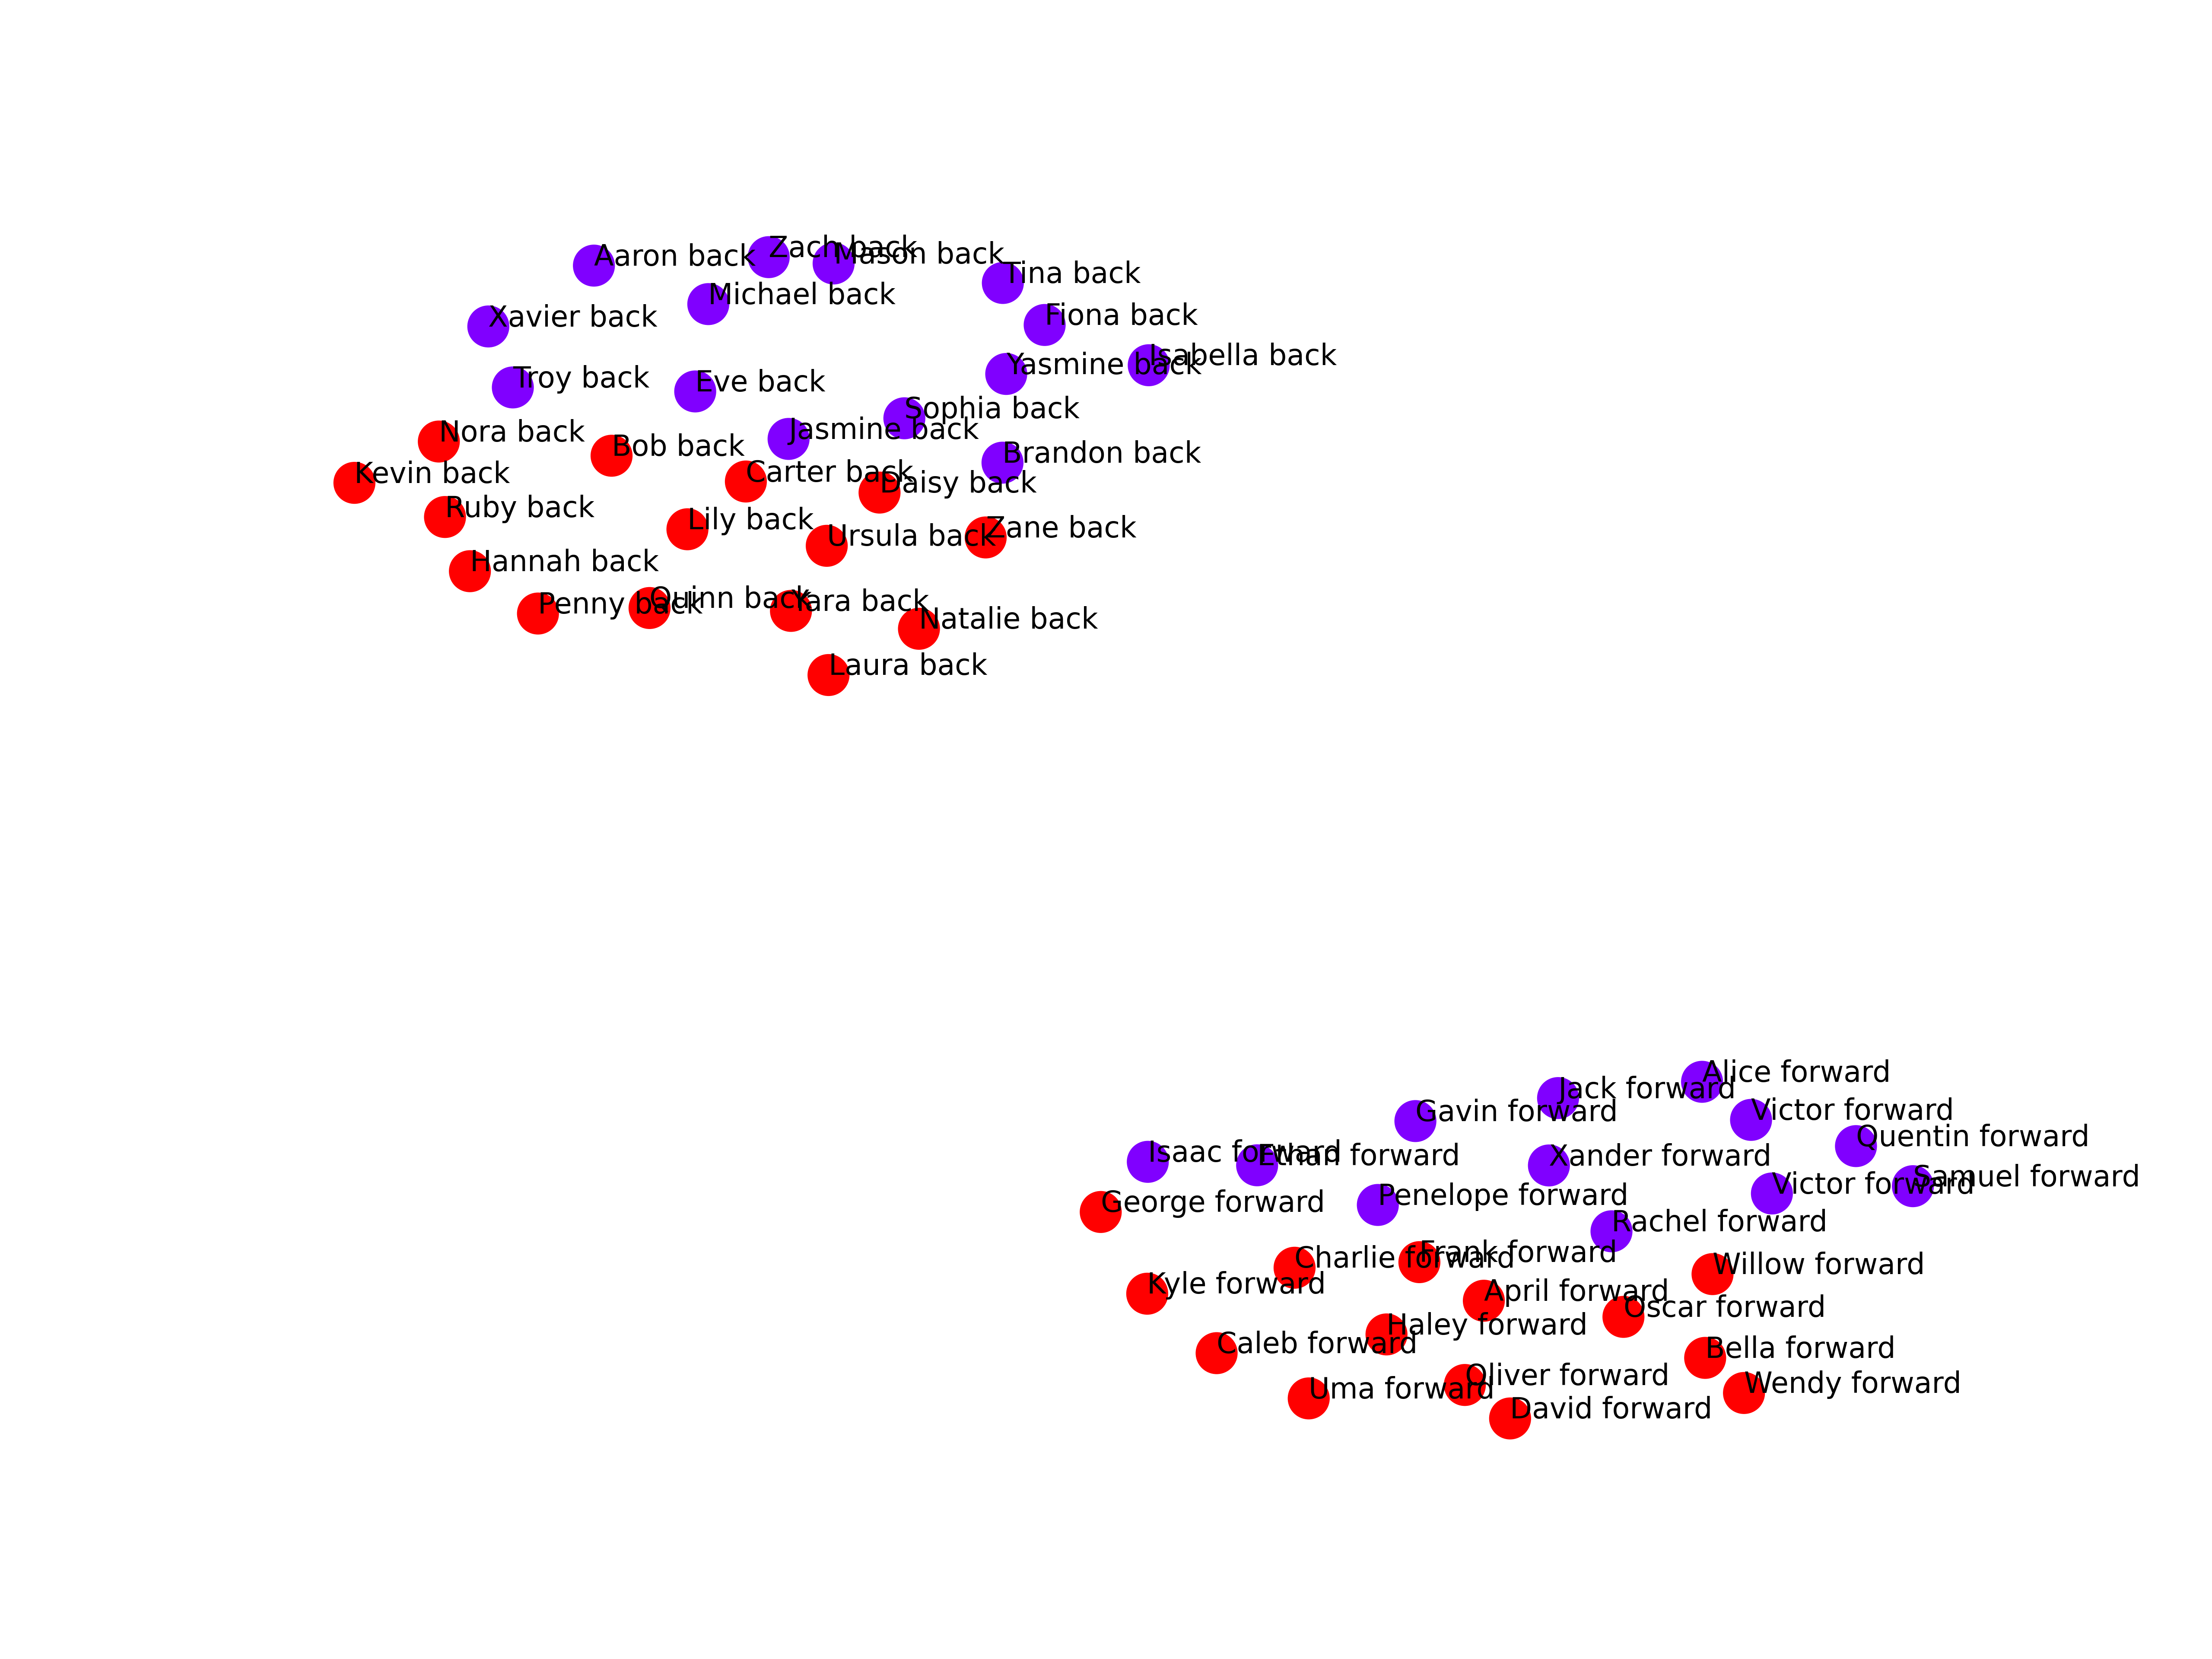 Zach back
Mason back
Aaron back
Tina back
Michael back
Fiona back
Xavier back
Isabella back
Yasmine back
Troy back
Eve back
Sophia back
Jasmine back
Nora back
Bob back
Brandon back
Carter back
Kevin back
Daisy back
Ruby back
Lily back
Zane back
Ursula back
Hannah back
Quinn back
Yara back
Penny back
Natalie back
Laura back
Alice forward
Jack forward
Victor forward
Gavin forward
Quentin forward
Isaac forward
Ethan forward
Xander forward
Samuel forward
Victor forward
Penelope forward
George forward
Rachel forward
Frank forward
Charlie forward
Willow forward
Kyle forward
April forward
Oscar forward
Haley forward
Caleb forward
Bella forward
Oliver forward
Wendy forward
Uma forward
David forward